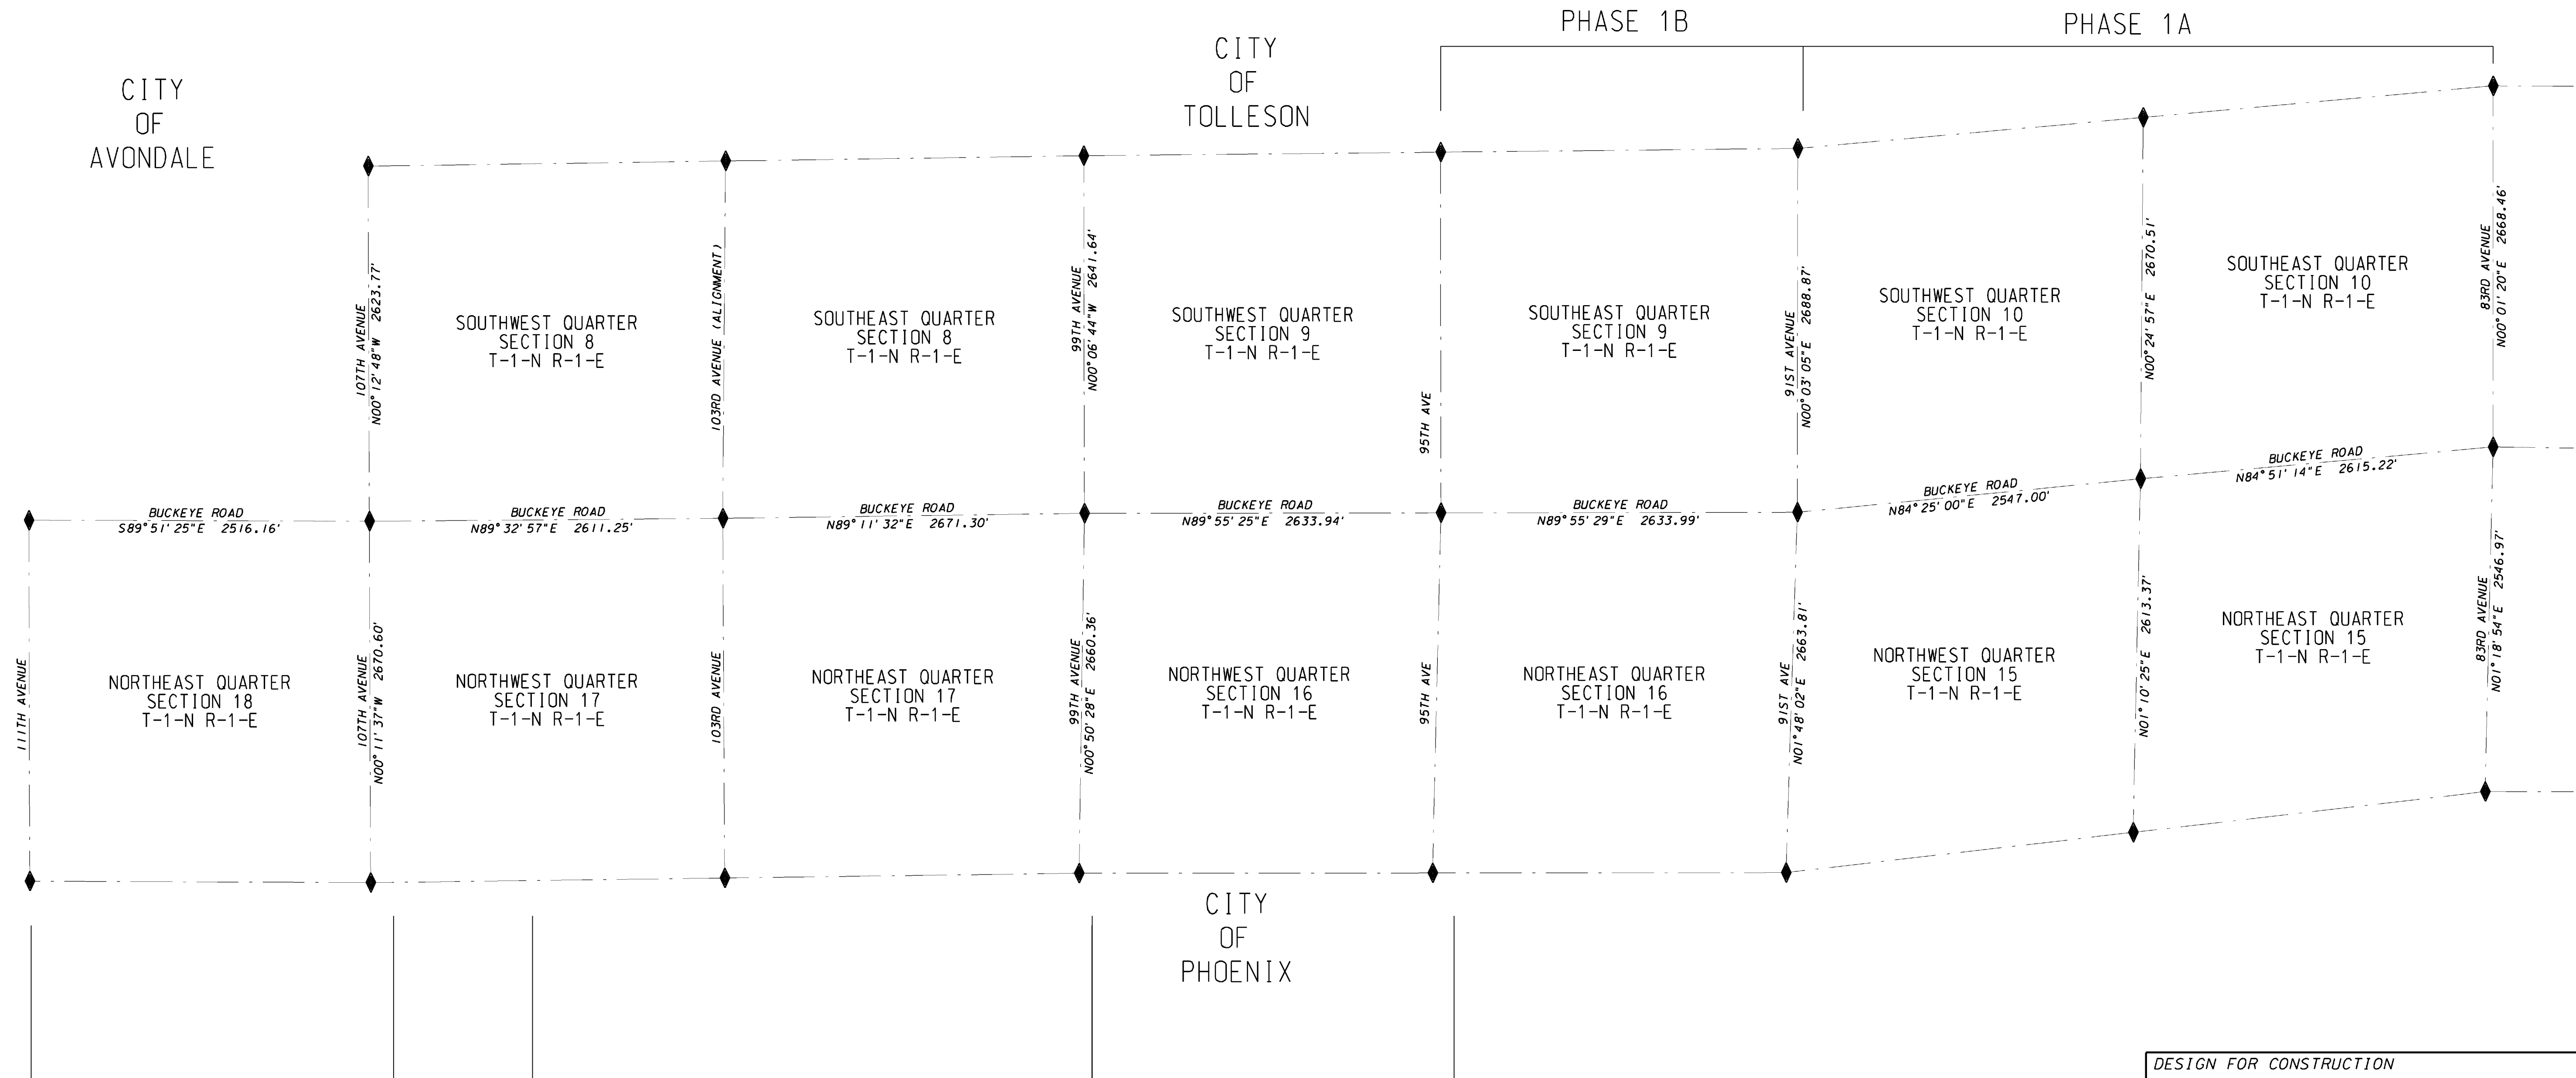 PHASE 1B
PHASE 1A
CITY
OF
TOLLESON
CITY
OF
AVONDALE
107TH AVENUE
N00°12'48"W 2623.77'
SOUTHWEST QUARTER
SECTION 8
T-1-N R-1-E
103RD AVENUE (ALIGNMENT)
SOUTHEAST QUARTER
SECTION 8
T-1-N R-1-E
99TH AVENUE
N00°06'44"W 2641.64'
SOUTHWEST QUARTER
SECTION 9
T-1-N R-1-E
95TH AVE
SOUTHEAST QUARTER
SECTION 9
T-1-N R-1-E
91ST AVENUE
N00°03'05"E 2688.87'
SOUTHWEST QUARTER
SECTION 10
T-1-N R-1-E
N00°24'57"E 2670.51'
SOUTHEAST QUARTER
SECTION 10
T-1-N R-1-E
83RD AVENUE
N00°01'20"E 2668.46'
BUCKEYE ROAD
S89°51'25"E 2516.16'
BUCKEYE ROAD
N89°32'57"E 2611.25'
BUCKEYE ROAD
N89°11'32"E 2671.30'
BUCKEYE ROAD
N89°55'25"E 2633.94'
BUCKEYE ROAD
N89°55'29"E 2633.99'
BUCKEYE ROAD
N84°25'00"E 2547.00'
BUCKEYE ROAD
N84°51'14"E 2615.22'
111TH AVENUE
NORTHEAST QUARTER
SECTION 18
T-1-N R-1-E
107TH AVENUE
N00°11'37"W 2670.60'
NORTHWEST QUARTER
SECTION 17
T-1-N R-1-E
103RD AVENUE
NORTHEAST QUARTER
SECTION 17
T-1-N R-1-E
99TH AVENUE
N00°50'28"E 2660.36'
NORTHWEST QUARTER
SECTION 16
T-1-N R-1-E
95TH AVE
NORTHEAST QUARTER
SECTION 16
T-1-N R-1-E
91ST AVE
N01°48'02"E 2663.81'
NORTHWEST QUARTER
SECTION 15
T-1-N R-1-E
N01°10'25"E 2613.37'
NORTHEAST QUARTER
SECTION 15
T-1-N R-1-E
83RD AVENUE
N01°18'54"E 2546.97'
CITY
OF
PHOENIX
DESIGN FOR CONSTRUCTION